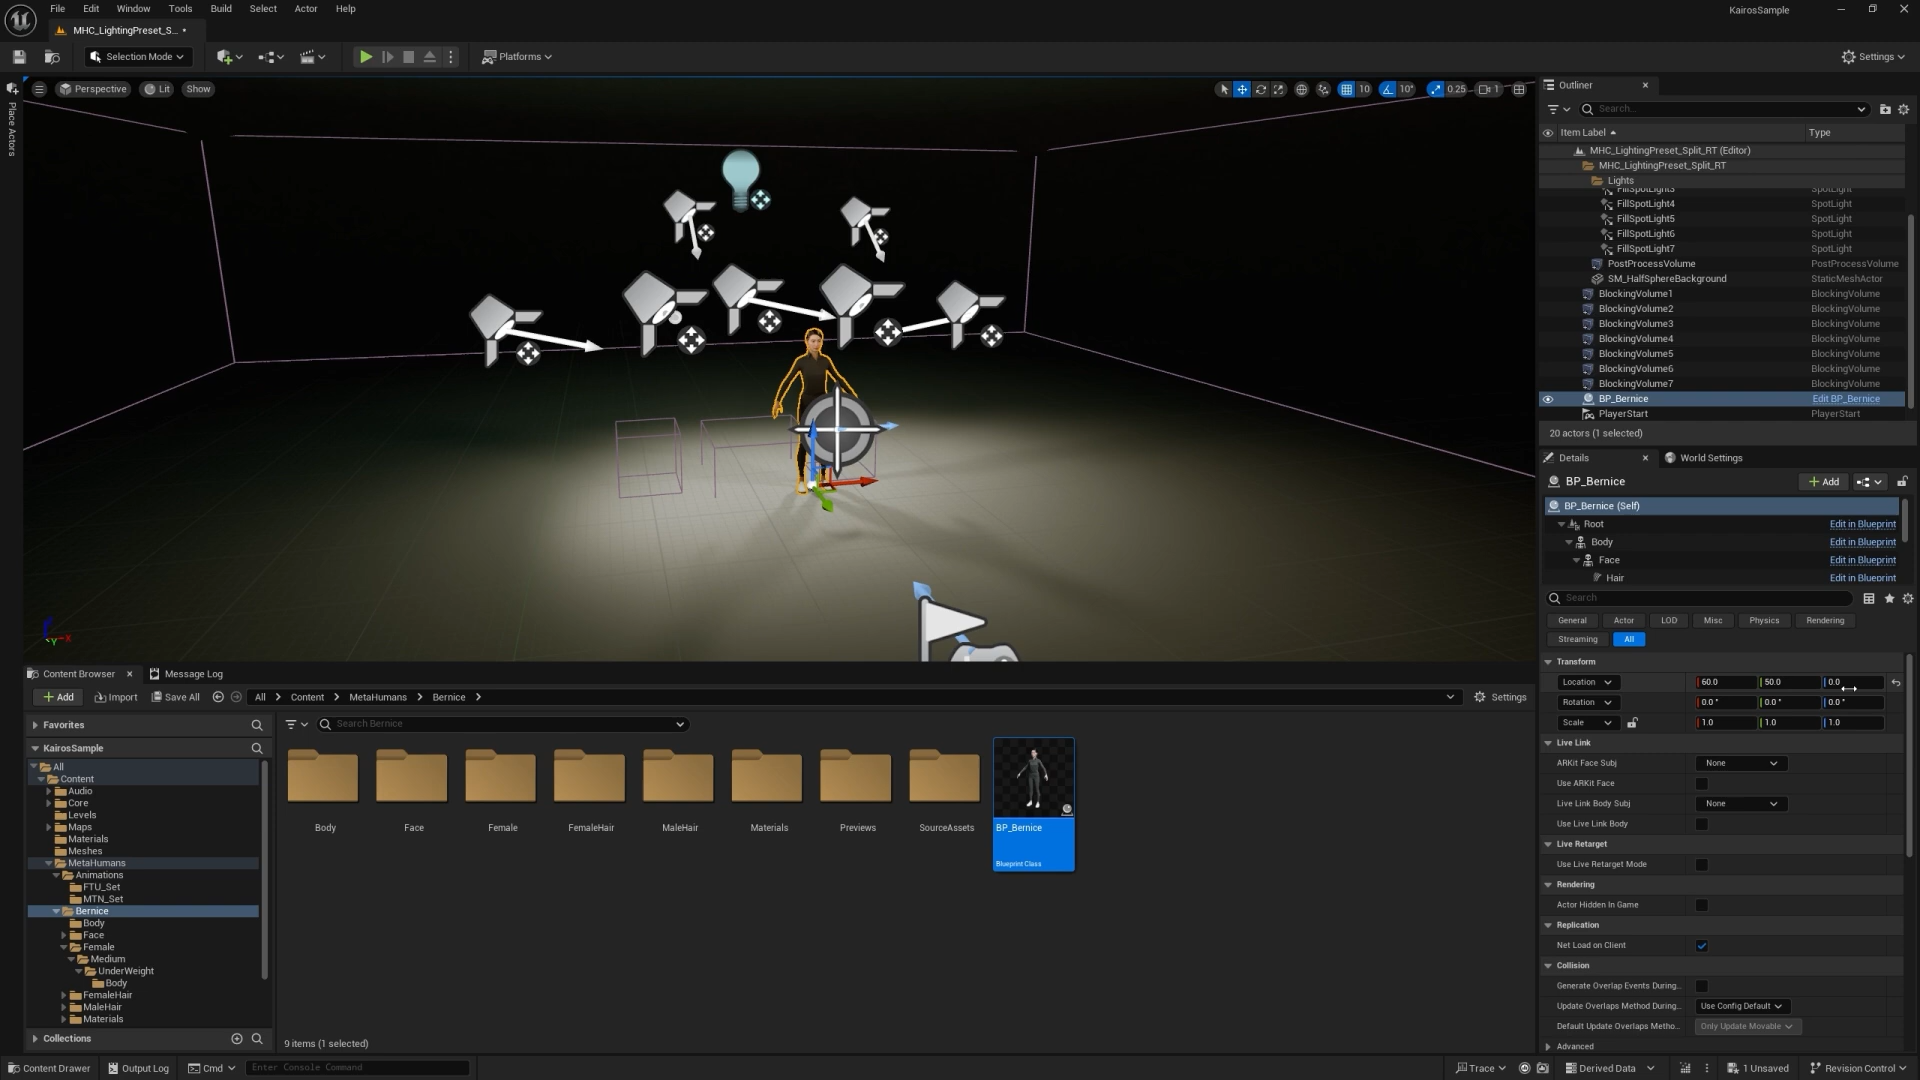 File Edit Window Tools Build Select Actor Help
KairosSample
MHC_LightingPreset_S... •
Selection Mode
Platforms
Settings
Place Actors
Perspective Lit Show
10 10° 0.25 1
Outliner
Search...
Item Label Type
MHC_LightingPreset_Split_RT (Editor)
MHC_LightingPreset_Split_RT
Lights
FillSpotLight3 SpotLight
FillSpotLight4 SpotLight
FillSpotLight5 SpotLight
FillSpotLight6 SpotLight
FillSpotLight7 SpotLight
PostProcessVolume PostProcessVolume
SM_HalfSphereBackground StaticMeshActor
BlockingVolume1 BlockingVolume
BlockingVolume2 BlockingVolume
BlockingVolume3 BlockingVolume
BlockingVolume4 BlockingVolume
BlockingVolume5 BlockingVolume
BlockingVolume6 BlockingVolume
BlockingVolume7 BlockingVolume
BP_Bernice Edit BP_Bernice
PlayerStart PlayerStart
20 actors (1 selected)
Details World Settings
BP_Bernice Add
BP_Bernice (Self)
Root Edit in Blueprint
Body Edit in Blueprint
Face Edit in Blueprint
Hair Edit in Blueprint
Search
General Actor LOD Misc Physics Rendering
Streaming All
Transform
Location 60.0 50.0 0.0
Rotation 0.0 ° 0.0 ° 0.0 °
Scale 1.0 1.0 1.0
Live Link
ARKit Face Subj None
Use ARKit Face
Live Link Body Subj None
Use Live Link Body
Live Retarget
Use Live Retarget Mode
Rendering
Actor Hidden In Game
Replication
Net Load on Client
Collision
Generate Overlap Events During...
Update Overlaps Method During... Use Config Default
Default Update Overlaps Metho... Only Update Movable
Advanced
Z X Y
Content Browser Message Log
Add Import Save All All Content MetaHumans Bernice Settings
Favorites
KairosSample
All
Content
Audio
Core
Levels
Maps
Materials
Meshes
MetaHumans
Animations
FTU_Set
MTN_Set
Bernice
Body
Face
Female
Medium
UnderWeight
Body
FemaleHair
MaleHair
Materials
Collections
Search Bernice
Body Face Female FemaleHair MaleHair Materials Previews SourceAssets BP_Bernice
Blueprint Class
9 items (1 selected)
Content Drawer Output Log Cmd Enter Console Command Trace Derived Data 1 Unsaved Revision Control